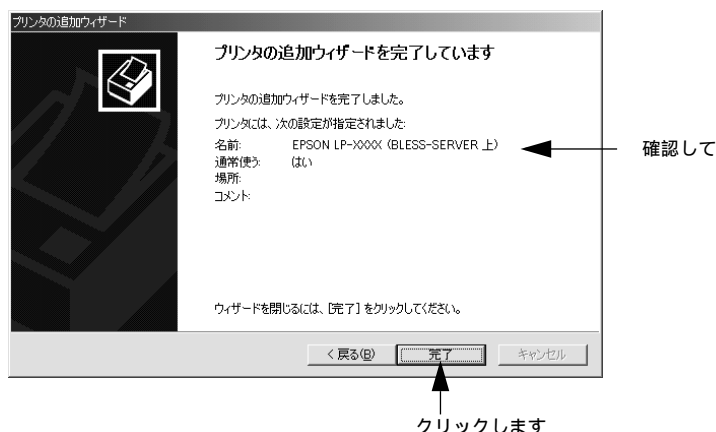 プリンタの追加ウィザード
プリンタの追加ウィザードを完了しています
プリンタの追加ウィザードを完了しました。
プリンタには、次の設定が指定されました:
名前: EPSON LP-XXXX (BLESS-SERVER 上)
確認して
通常使う: はい
場所:
コメント:
ウィザードを閉じるには、[完了] をクリックしてください。
< 戻る(B) 完了 キャンセル
クリックします